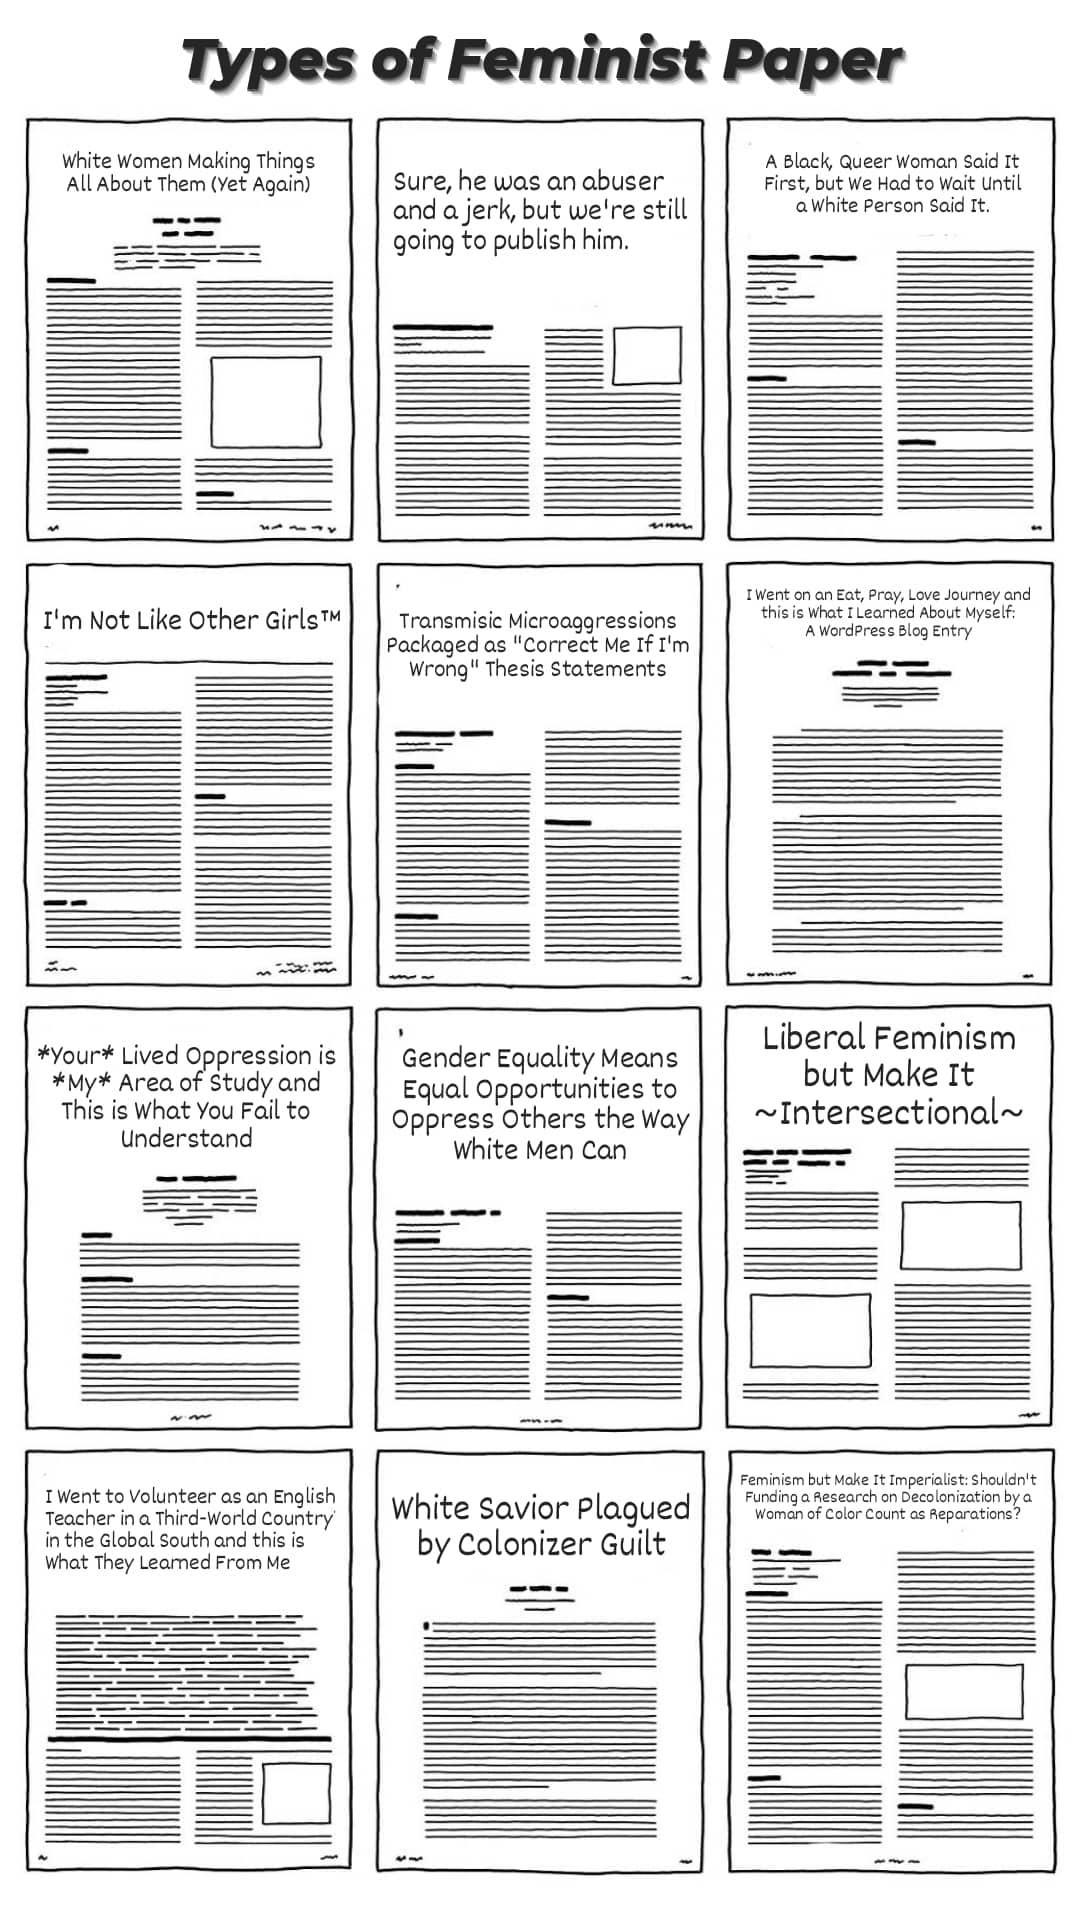 Types of Feminist Paper
White Women Making Things
All About Them (Yet Again)
Sure, he was an abuser
and a jerk, but we're still
going to publish him.
A Black, Queer Woman Said It
First, but We Had to Wait Until
a White Person Said It.
I'm Not Like Other Girls™
Transmisic Microaggressions
Packaged as "Correct Me If I'm
Wrong" Thesis Statements
I Went on an Eat, Pray, Love Journey and
this is What I Learned About Myself:
A WordPress Blog Entry
*Your* Lived Oppression is
*My* Area of Study and
This is What You Fail to
Understand
Gender Equality Means
Equal Opportunities to
Oppress Others the Way
White Men Can
Liberal Feminism
but Make It
~Intersectional~
I Went to Volunteer as an English
Teacher in a Third-World Country
in the Global South and this is
What They Learned From Me
White Savior Plagued
by Colonizer Guilt
Feminism but Make It Imperialist: Shouldn't
Funding a Research on Decolonization by a
Woman of Color Count as Reparations?